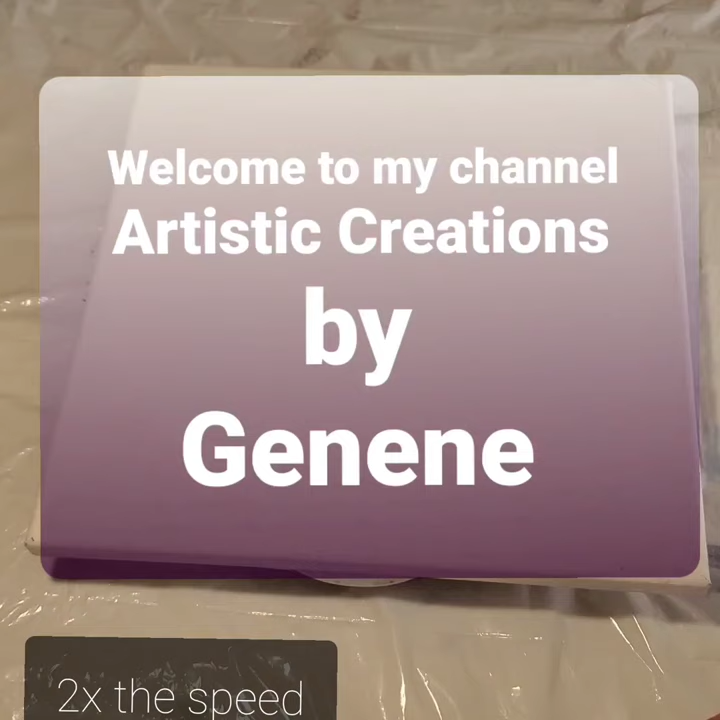 Welcome to my channel
Artistic Creations
by
Genene
2x the speed